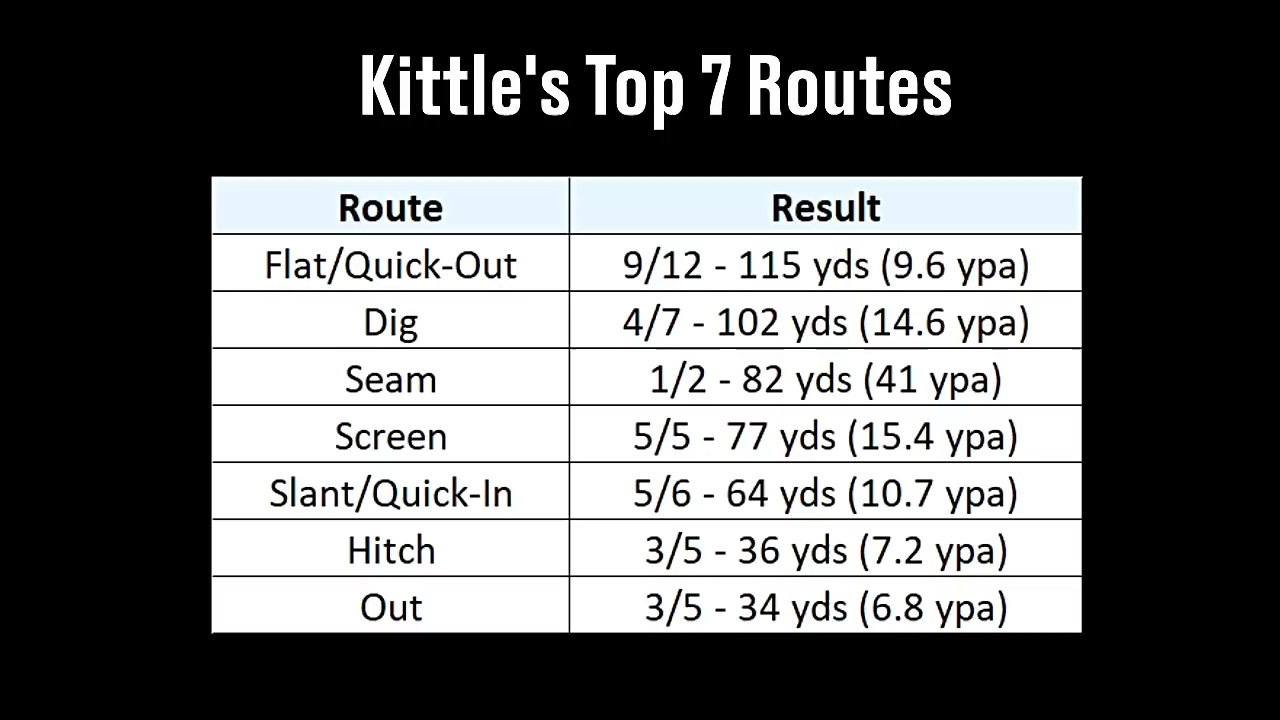 Kittle's Top 7 Routes
Route Result
Flat/Quick-Out 9/12 - 115 yds (9.6 ypa)
Dig 4/7 - 102 yds (14.6 ypa)
Seam 1/2 - 82 yds (41 ypa)
Screen 5/5 - 77 yds (15.4 ypa)
Slant/Quick-In 5/6 - 64 yds (10.7 ypa)
Hitch 3/5 - 36 yds (7.2 ypa)
Out 3/5 - 34 yds (6.8 ypa)